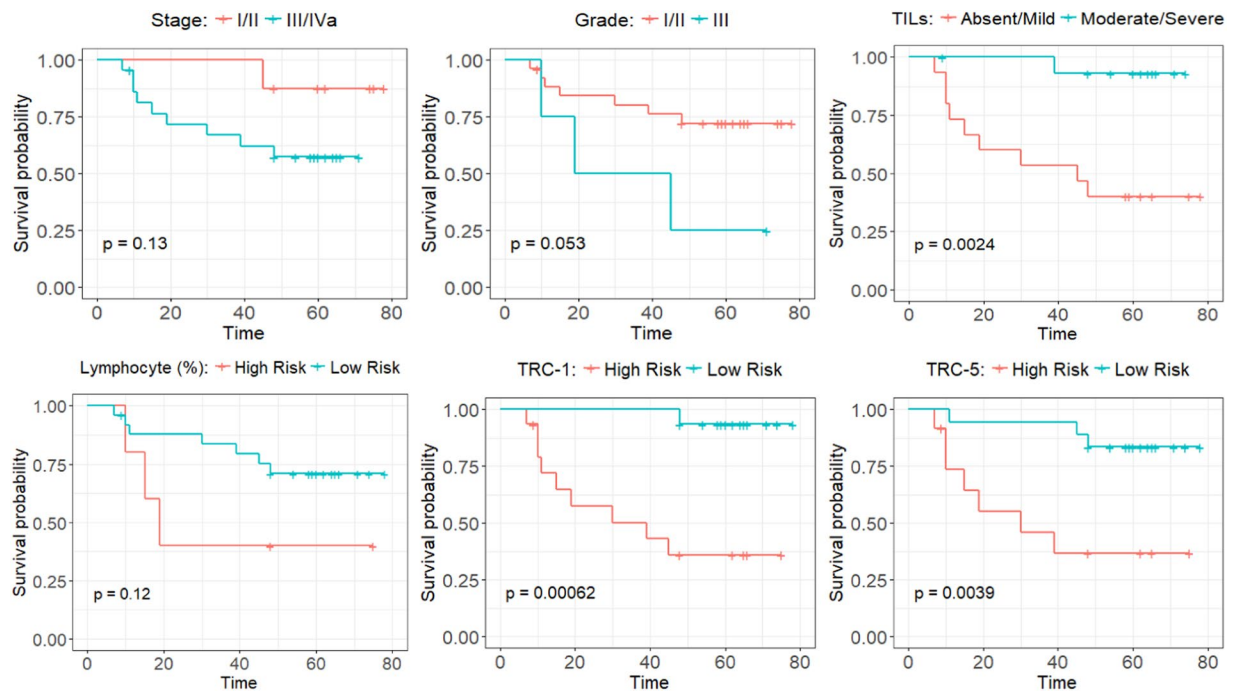 Stage: I/II III/IVa
Survival probability
1.00
0.75
0.50
0.25
0.00
p = 0.13
0 20 40 60 80
Time
Grade: I/II III
Survival probability
1.00
0.75
0.50
0.25
0.00
p = 0.053
0 20 40 60 80
Time
TILs: Absent/Mild Moderate/Severe
Survival probability
1.00
0.75
0.50
0.25
0.00
p = 0.0024
0 20 40 60 80
Time
Lymphocyte (%): High Risk Low Risk
Survival probability
1.00
0.75
0.50
0.25
0.00
p = 0.12
0 20 40 60 80
Time
TRC-1: High Risk Low Risk
Survival probability
1.00
0.75
0.50
0.25
0.00
p = 0.00062
0 20 40 60 80
Time
TRC-5: High Risk Low Risk
Survival probability
1.00
0.75
0.50
0.25
0.00
p = 0.0039
0 20 40 60 80
Time